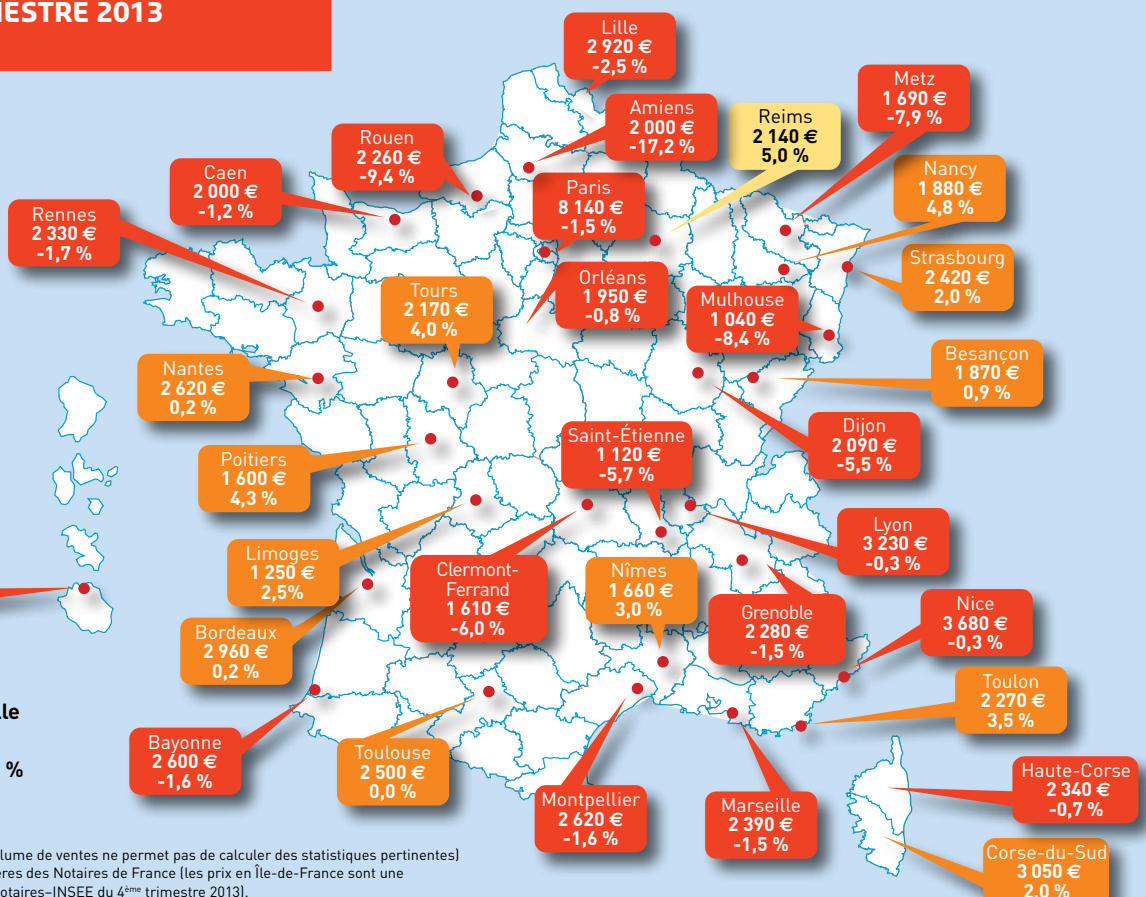 ESTRE 2013
Lille
2 920 €
-2,5 %
Metz
1 690 €
-7,9 %
Amiens
2 000 €
-17,2 %
Reims
2 140 €
5,0 %
Rouen
2 260 €
-9,4 %
Nancy
1 880 €
4,8 %
Caen
2 000 €
-1,2 %
Paris
8 140 €
-1,5 %
Rennes
2 330 €
-1,7 %
Strasbourg
2 420 €
2,0 %
Orléans
1 950 €
-0,8 %
Tours
2 170 €
4,0 %
Mulhouse
1 040 €
-8,4 %
Besançon
1 870 €
0,9 %
Nantes
2 620 €
0,2 %
Dijon
2 090 €
-5,5 %
Saint-Étienne
1 120 €
-5,7 %
Poitiers
1 600 €
4,3 %
Lyon
3 230 €
-0,3 %
Limoges
1 250 €
2,5%
Clermont-
Ferrand
1 610 €
-6,0 %
Nîmes
1 660 €
3,0 %
Grenoble
2 280 €
-1,5 %
Nice
3 680 €
-0,3 %
Bordeaux
2 960 €
0,2 %
Toulon
2 270 €
3,5 %
lle
%
Bayonne
2 600 €
-1,6 %
Toulouse
2 500 €
0,0 %
Montpellier
2 620 €
-1,6 %
Marseille
2 390 €
-1,5 %
Haute-Corse
2 340 €
-0,7 %
Corse-du-Sud
3 050 €
2,0 %
lume de ventes ne permet pas de calculer des statistiques pertinentes)
ères des Notaires de France (les prix en Île-de-France sont une
otaires–INSEE du 4ème trimestre 2013).